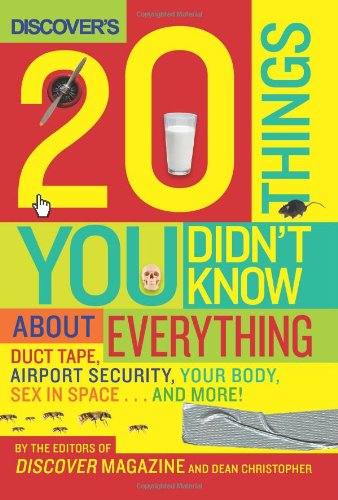 DISCOVER'S
20
THINGS
YOU
DIDN'T
KNOW
ABOUT EVERYTHING
DUCT TAPE,
AIRPORT SECURITY, YOUR BODY,
SEX IN SPACE . . . AND MORE!
BY THE EDITORS OF
DISCOVER MAGAZINE AND DEAN CHRISTOPHER